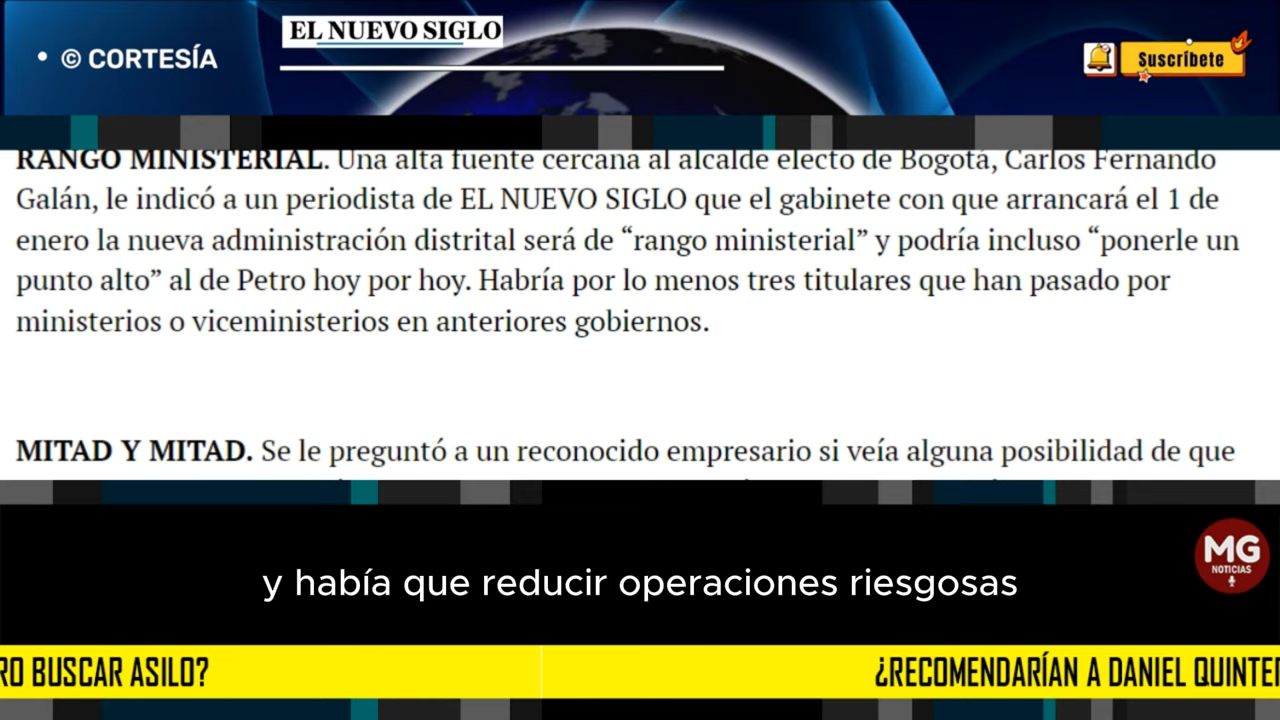 • © CORTESÍA
EL NUEVO SIGLO
Suscríbete
RANGO MINISTERIAL. Una alta fuente cercana al alcalde electo de Bogotá, Carlos Fernando
Galán, le indicó a un periodista de EL NUEVO SIGLO que el gabinete con que arrancará el 1 de
enero la nueva administración distrital será de “rango ministerial” y podría incluso “ponerle un
punto alto” al de Petro hoy por hoy. Habría por lo menos tres titulares que han pasado por
ministerios o viceministerios en anteriores gobiernos.
MITAD Y MITAD. Se le preguntó a un reconocido empresario si veía alguna posibilidad de que
y había que reducir operaciones riesgosas
MG
NOTICIAS
RO BUSCAR ASILO?
¿RECOMENDARÍAN A DANIEL QUINTE